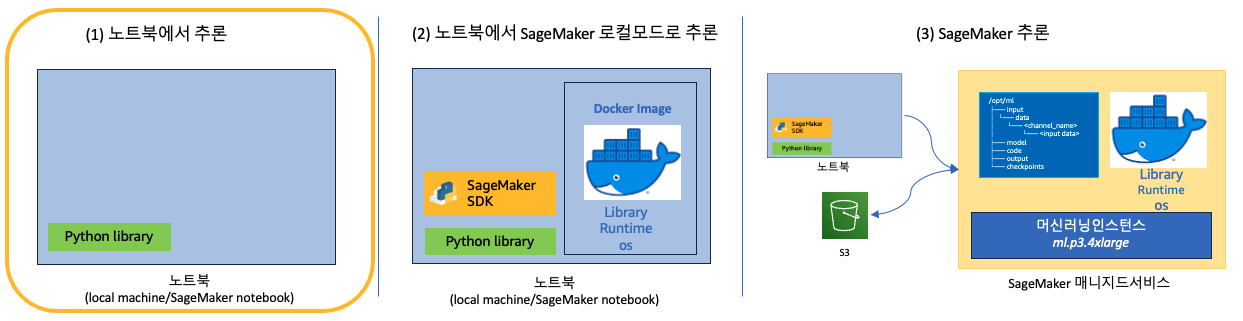 (1) 노트북에서 추론
Python library
노트북
(local machine/SageMaker notebook)
(2) 노트북에서 SageMaker 로컬모드로 추론
Docker Image
SageMaker
SDK
Python library
Library
Runtime
os
노트북
(local machine/SageMaker notebook)
(3) SageMaker 추론
SageMaker
SDK
Python library
노트북
S3
/opt/ml
├── input
│ └── data
│ └── <channel_name>
│ └── <input data>
├── model
├── code
├── output
└── checkpoints
Library
Runtime
os
머신러닝인스턴스
ml.p3.4xlarge
SageMaker 매니지드서비스